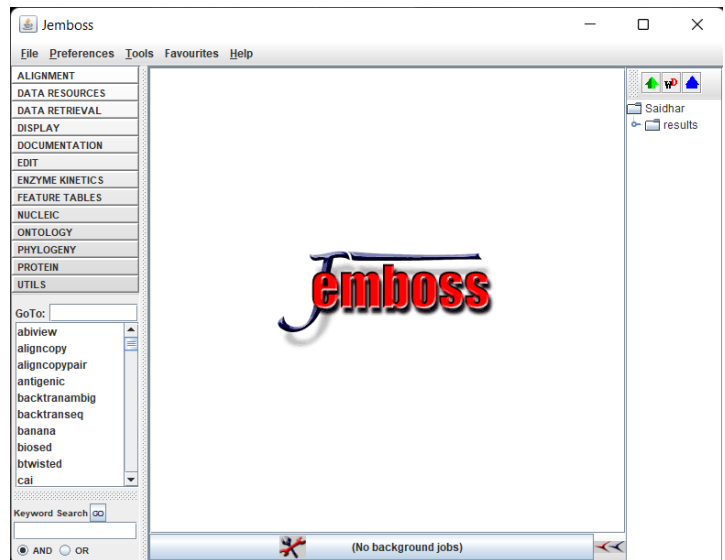 Jemboss
File Preferences Tools Favourites Help
ALIGNMENT
DATA RESOURCES
DATA RETRIEVAL
DISPLAY
DOCUMENTATION
EDIT
ENZYME KINETICS
FEATURE TABLES
NUCLEIC
ONTOLOGY
PHYLOGENY
PROTEIN
UTILS
GoTo:
abiview
aligncopy
aligncopypair
antigenic
backtranambig
backtranseq
banana
biosed
btwisted
cai
Keyword Search GO
AND OR
Jemboss
(No background jobs)
WD
Saidhar
results